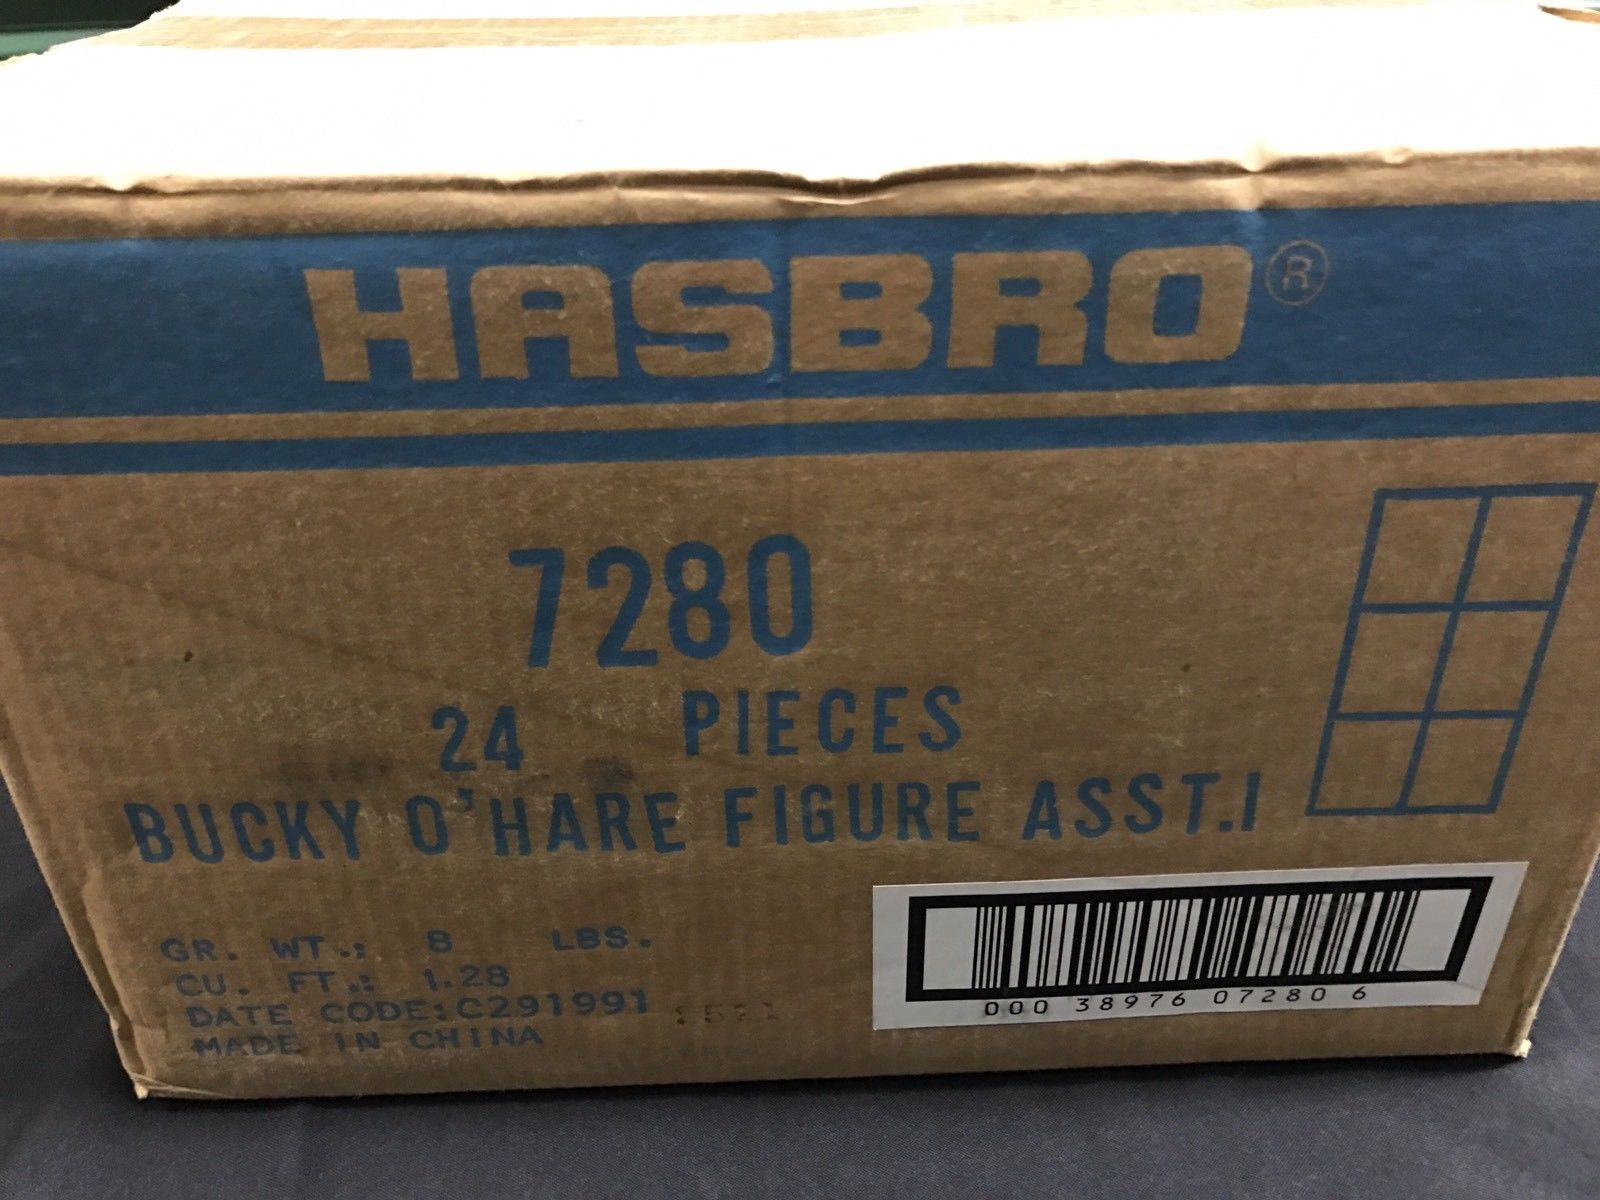 HASBRO®
7280
24 PIECES
BUCKY O'HARE FIGURE ASST.I
GR. WT.: 8 LBS.
CU. FT.: 1.28
DATE CODE:C291991
MADE IN CHINA
000 38976 07280 6